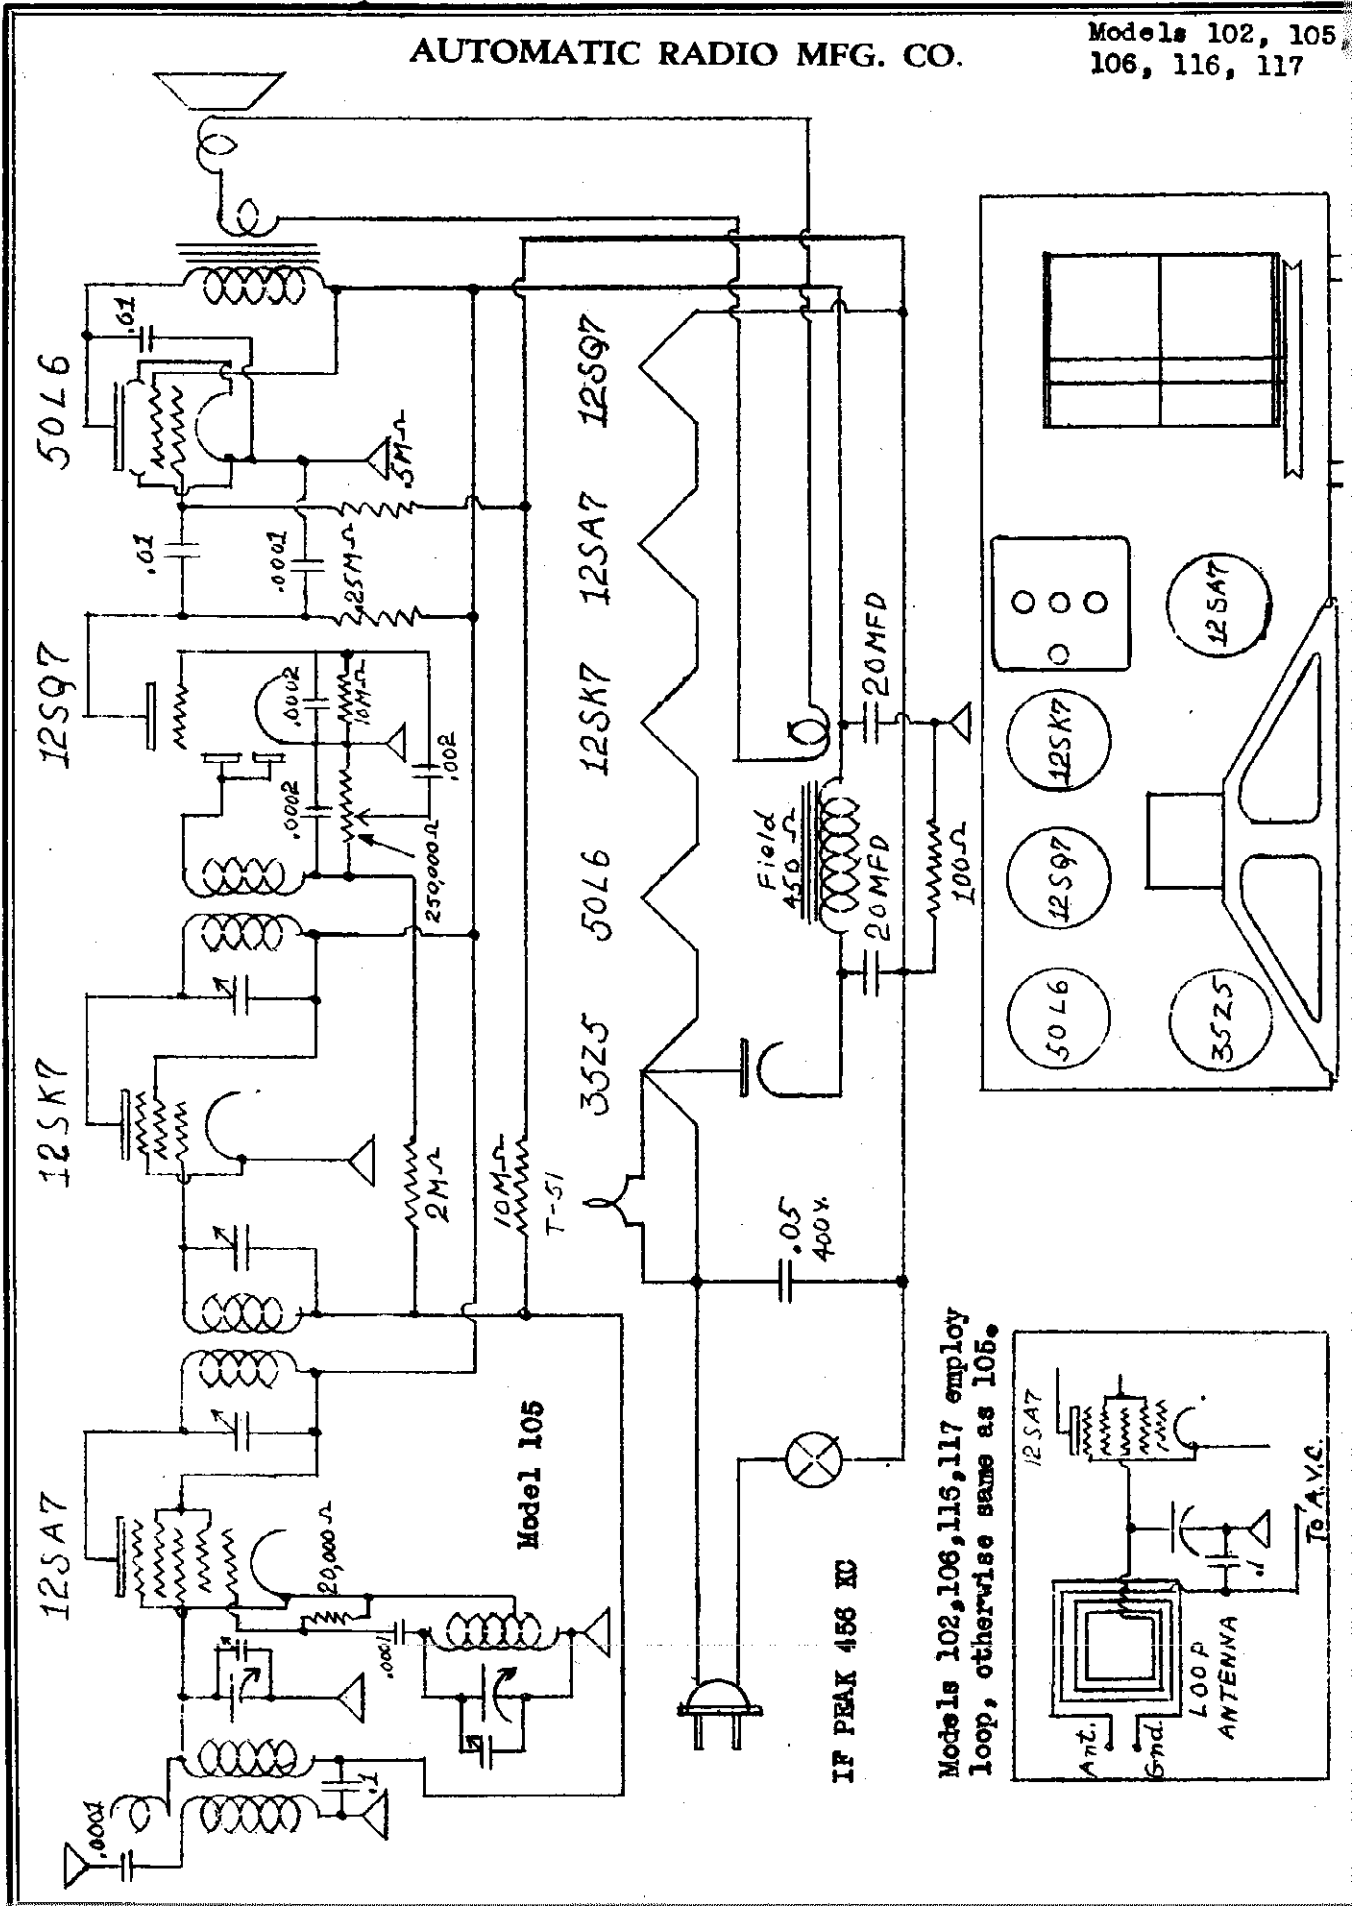 AUTOMATIC RADIO MFG. CO.
Models 102, 105,
106, 116, 117
50L6
.01
.01
.0001
.5MΩ
.25MΩ
12SQ7
.0002
10MΩ
.0002
.002
250,000Ω
12SK7
2MΩ
10MΩ
T-51
12SA7
20,000Ω
.0001
.0001
.1
Model 105
12SQ7
12SA7
12SK7
50L6
35Z5
Field
450 Ω
20MFD
20MFD
100Ω
.05
400V.
IF PEAK 456 KC
12SA7
12SK7
12SQ7
50L6
35Z5
Models 102,106,116,117 employ
loop, otherwise same as 105.
12SA7
.1
To A.V.C.
LOOP
ANTENNA
Ant.
Gnd.